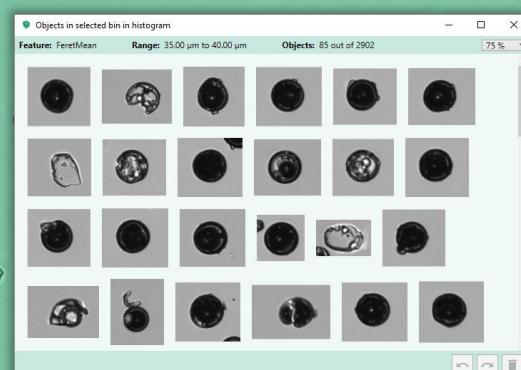 Objects in selected bin in histogram
Feature: FeretMean Range: 35.00 µm to 40.00 µm Objects: 85 out of 2902 75 %